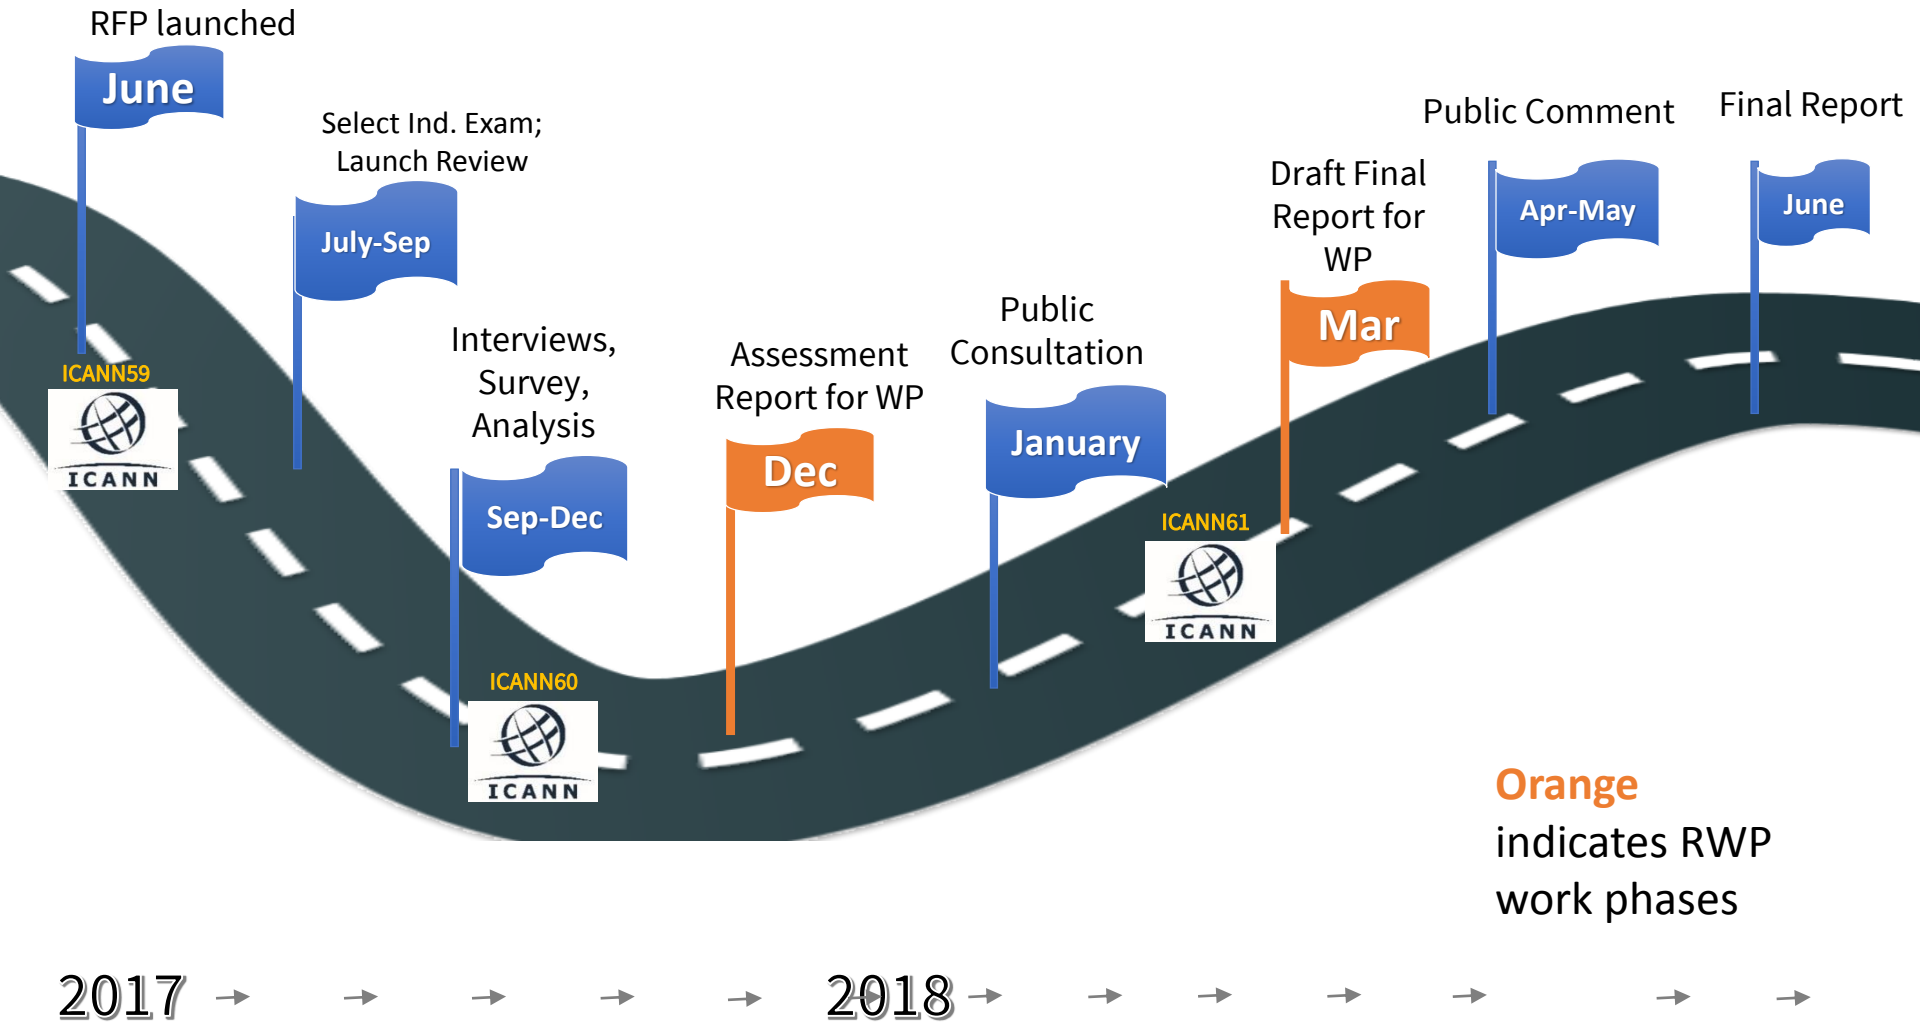 RFP launched
June
Select Ind. Exam;
Launch Review
July-Sep
ICANN59
ICANN
Interviews,
Survey,
Analysis
Sep-Dec
ICANN60
ICANN
Assessment
Report for WP
Dec
Public
Consultation
January
ICANN61
ICANN
Draft Final
Report for
WP
Mar
Public Comment
Apr-May
Final Report
June
Orange
indicates RWP
work phases
2017
2018